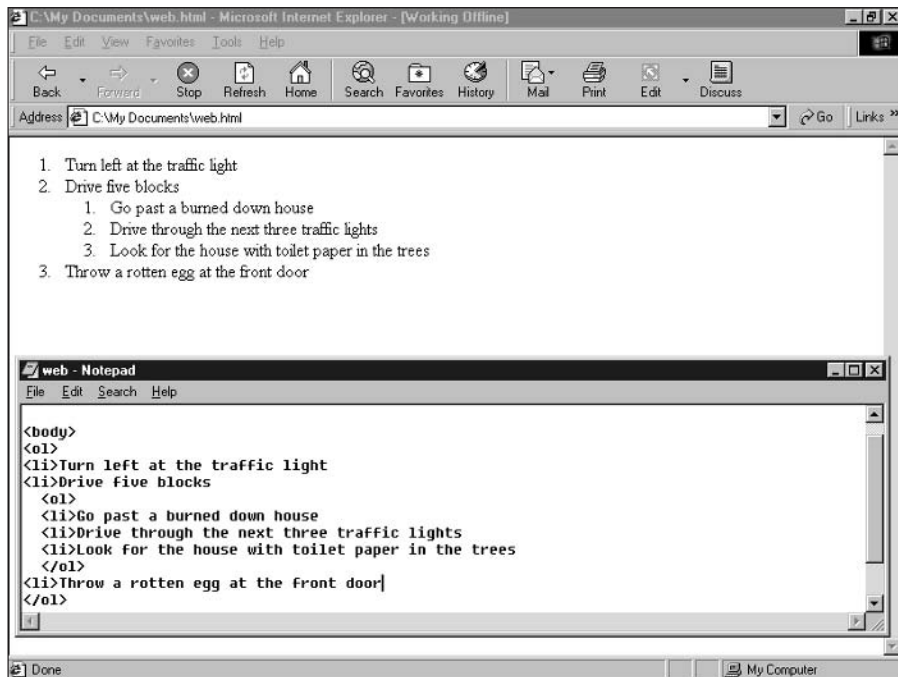 C:\My Documents\web.html - Microsoft Internet Explorer - [Working Offline]
File Edit View Favorites Tools Help
Back Forward Stop Refresh Home Search Favorites History Mail Print Edit Discuss
Address C:\My Documents\web.html Go Links »
1. Turn left at the traffic light
2. Drive five blocks
1. Go past a burned down house
2. Drive through the next three traffic lights
3. Look for the house with toilet paper in the trees
3. Throw a rotten egg at the front door
web - Notepad
File Edit Search Help
<body>
<ol>
<li>Turn left at the traffic light
<li>Drive five blocks
<ol>
<li>Go past a burned down house
<li>Drive through the next three traffic lights
<li>Look for the house with toilet paper in the trees
</ol>
<li>Throw a rotten egg at the front door
</ol>
Done My Computer